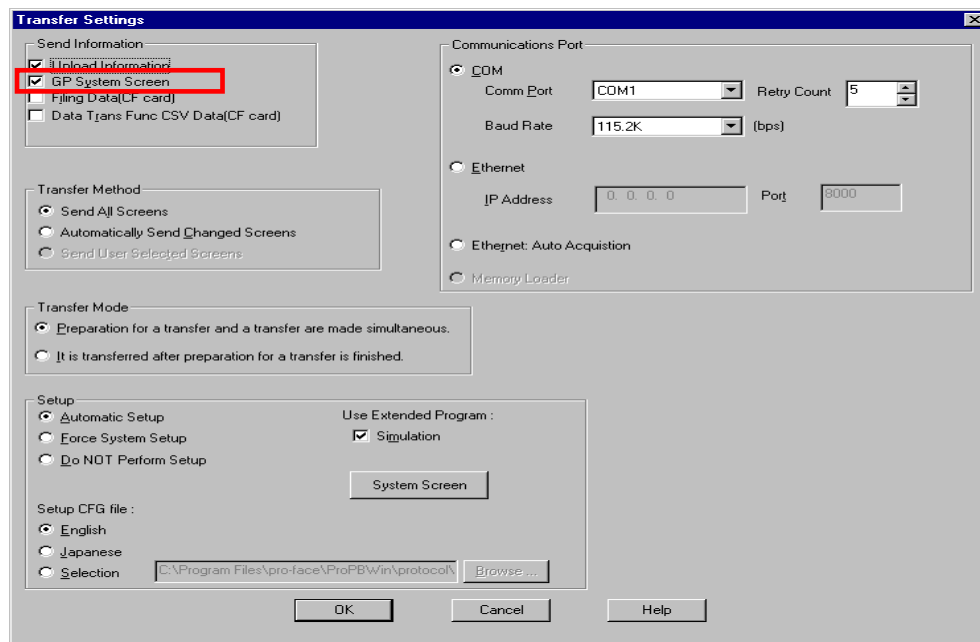 Transfer Settings
Send Information
Upload Information
GP System Screen
Filing Data(CF card)
Data Trans Func CSV Data(CF card)
Communications Port
COM
Comm Port COM1 Retry Count 5
Baud Rate 115.2K (bps)
Ethernet
IP Address 0. 0. 0. 0 Port 8000
Ethernet: Auto Acquistion
Memory Loader
Transfer Method
Send All Screens
Automatically Send Changed Screens
Send User Selected Screens
Transfer Mode
Preparation for a transfer and a transfer are made simultaneous.
It is transferred after preparation for a transfer is finished.
Setup
Automatic Setup
Force System Setup
Do NOT Perform Setup
Use Extended Program :
Simulation
System Screen
Setup CFG file :
English
Japanese
Selection C:\Program Files\pro-face\ProPBWin\protocol\ Browse ...
OK Cancel Help